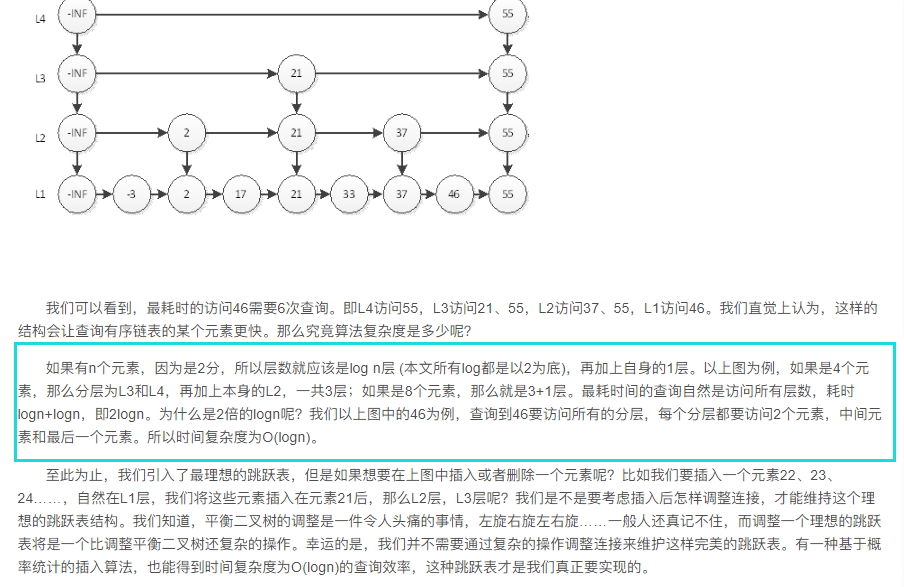 L4 -INF 55
L3 -INF 21 55
L2 -INF 2 21 37 55
L1 -INF -3 2 17 21 33 37 46 55
我们可以看到，最耗时的访问46需要6次查询。即L4访问55，L3访问21、55，L2访问37、55，L1访问46。我们直觉上认为，这样的
结构会让查询有序链表的某个元素更快。那么究竟算法复杂度是多少呢？
如果有n个元素，因为是2分，所以层数就应该是log n层 (本文所有log都是以2为底)，再加上自身的1层。以上图为例，如果是4个元
素，那么分层为L3和L4，再加上本身的L2，一共3层；如果是8个元素，那么就是3+1层。最耗时间的查询自然是访问所有层数，耗时
logn+logn，即2logn。为什么是2倍的logn呢？我们以上图中的46为例，查询到46要访问所有的分层，每个分层都要访问2个元素，中间元
素和最后一个元素。所以时间复杂度为O(logn)。
至此为止，我们引入了最理想的跳跃表，但是如果想要在上图中插入或者删除一个元素呢？比如我们要插入一个元素22、23、
24……，自然在L1层，我们将这些元素插入在元素21后，那么L2层，L3层呢？我们是不是要考虑插入后怎样调整连接，才能维持这个理
想的跳跃表结构。我们知道，平衡二叉树的调整是一件令人头痛的事情，左旋右旋左右旋……一般人还真记不住，而调整一个理想的跳跃
表将是一个比调整平衡二叉树还复杂的操作。幸运的是，我们并不需要通过复杂的操作调整连接来维护这样完美的跳跃表。有一种基于概
率统计的插入算法，也能得到时间复杂度为O(logn)的查询效率，这种跳跃表才是我们真正要实现的。